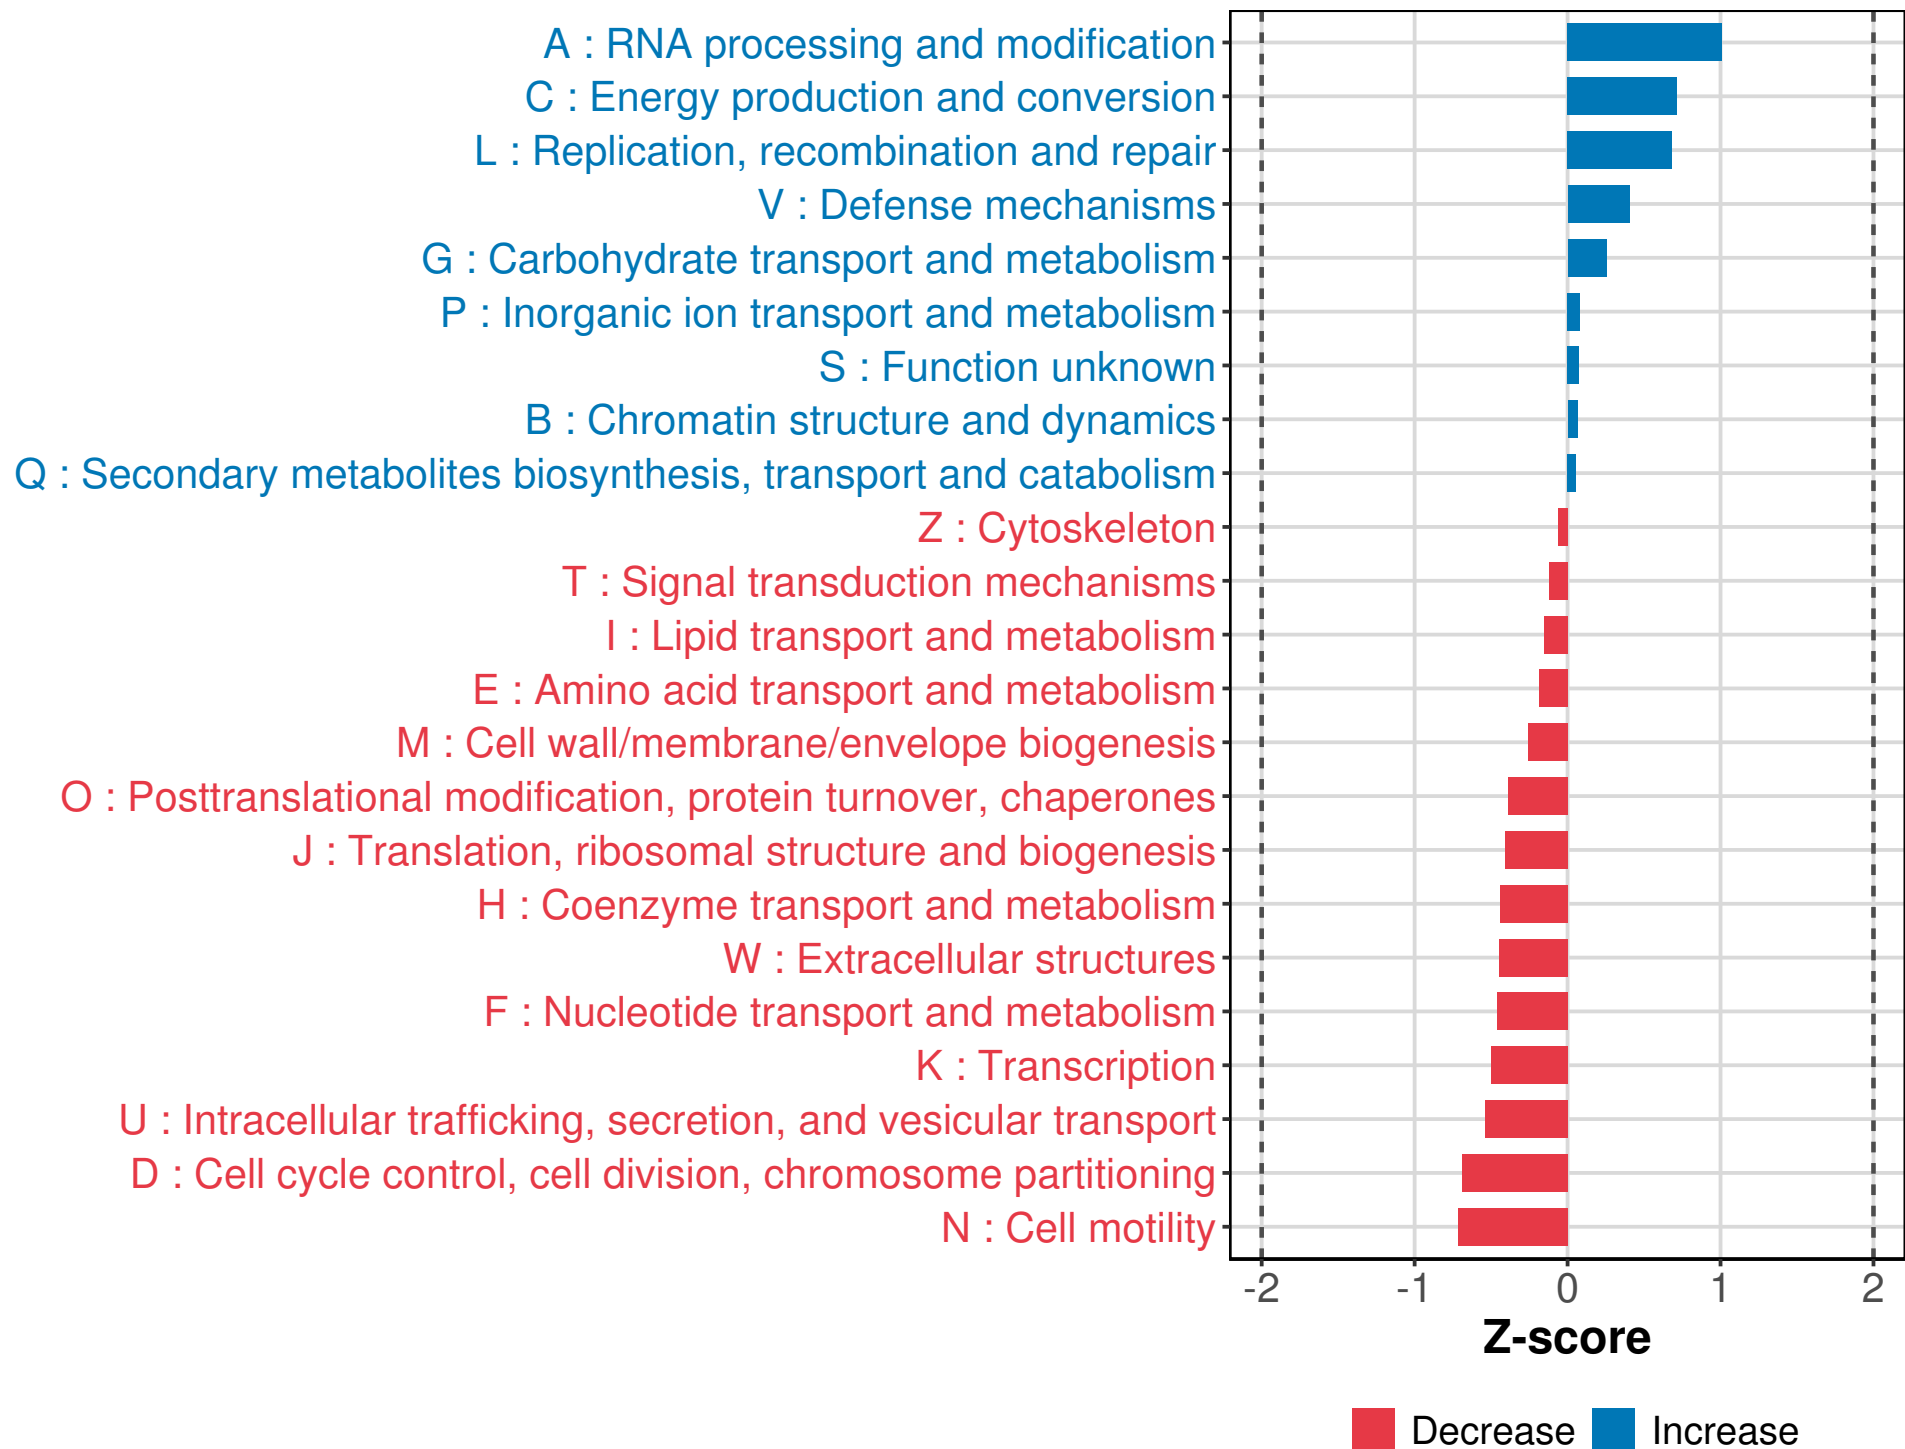 A : RNA processing and modification
C : Energy production and conversion
L : Replication, recombination and repair
V : Defense mechanisms
G : Carbohydrate transport and metabolism
P : Inorganic ion transport and metabolism
S : Function unknown
B : Chromatin structure and dynamics
Q : Secondary metabolites biosynthesis, transport and catabolism
Z : Cytoskeleton
T : Signal transduction mechanisms
I : Lipid transport and metabolism
E : Amino acid transport and metabolism
M : Cell wall/membrane/envelope biogenesis
O : Posttranslational modification, protein turnover, chaperones
J : Translation, ribosomal structure and biogenesis
H : Coenzyme transport and metabolism
W : Extracellular structures
F : Nucleotide transport and metabolism
K : Transcription
U : Intracellular trafficking, secretion, and vesicular transport
D : Cell cycle control, cell division, chromosome partitioning
N : Cell motility
-2 -1 0 1 2
Z-score
Decrease Increase